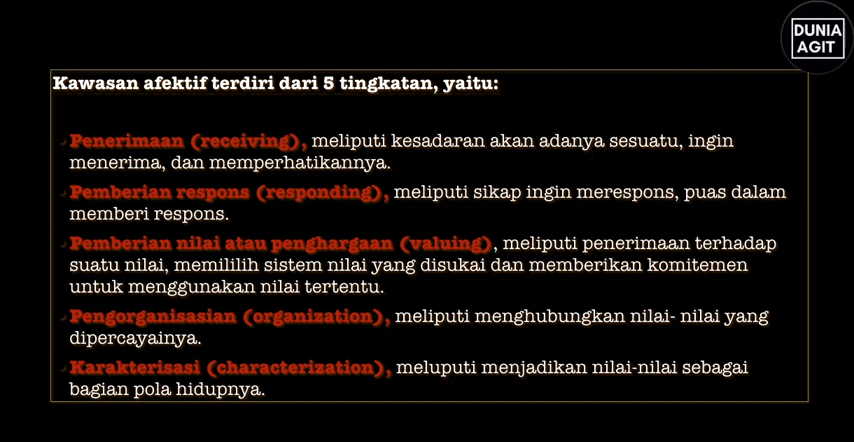 DUNIA
AGIT
Kawasan afektif terdiri dari 5 tingkatan, yaitu:
Penerimaan (receiving), meliputi kesadaran akan adanya sesuatu, ingin
menerima, dan memperhatikannya.
Pemberian respons (responding), meliputi sikap ingin merespons, puas dalam
memberi respons.
Pemberian nilai atau penghargaan (valuing), meliputi penerimaan terhadap
suatu nilai, memililih sistem nilai yang disukai dan memberikan komitemen
untuk menggunakan nilai tertentu.
Pengorganisasian (organization), meliputi menghubungkan nilai- nilai yang
dipercayainya.
Karakterisasi (characterization), meluputi menjadikan nilai-nilai sebagai
bagian pola hidupnya.